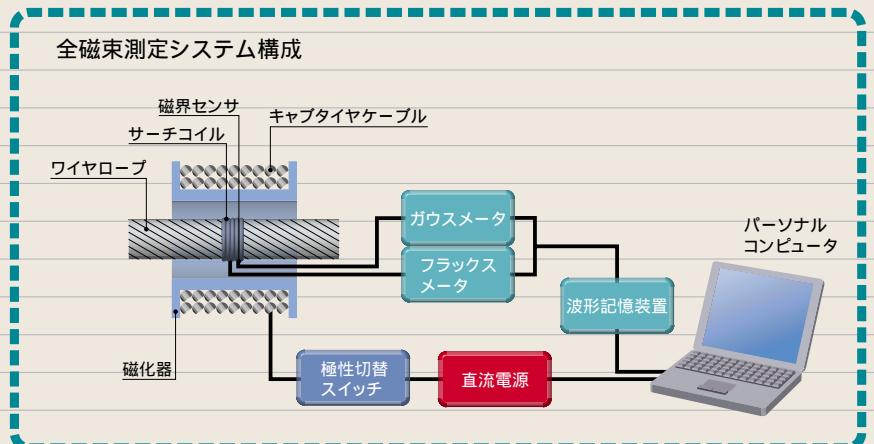 全磁束測定システム構成
磁界センサ
キャブタイヤケーブル
サーチコイル
ワイヤロープ
ガウスメータ
フラックス
メータ
パーソナル
コンピュータ
波形記憶装置
磁化器
極性切替
スイッチ
直流電源